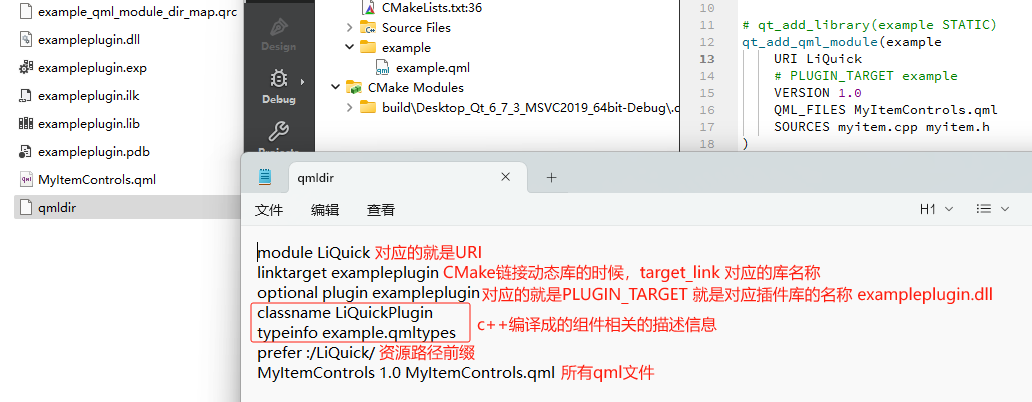 example_qml_module_dir_map.qrc
exampleplugin.dll
exampleplugin.exp
exampleplugin.ilk
exampleplugin.lib
exampleplugin.pdb
MyItemControls.qml
qmldir
Design
Debug
CMakeLists.txt:36
Source Files
example
example.qml
CMake Modules
build\Desktop_Qt_6_7_3_MSVC2019_64bit-Debug\.
10
11 # qt_add_library(example STATIC)
12 qt_add_qml_module(example
13 URI LiQuick
14 # PLUGIN_TARGET example
15 VERSION 1.0
16 QML_FILES MyItemControls.qml
17 SOURCES myitem.cpp myitem.h
18 )
qmldir
文件 编辑 查看 H1
module LiQuick 对应的就是URI
linktarget exampleplugin CMake链接动态库的时候，target_link 对应的库名称
optional plugin exampleplugin 对应的就是PLUGIN_TARGET 就是对应插件库的名称 exampleplugin.dll
classname LiQuickPlugin
typeinfo example.qmltypes
c++编译成的组件相关的描述信息
prefer :/LiQuick/ 资源路径前缀
MyItemControls 1.0 MyItemControls.qml 所有qml文件